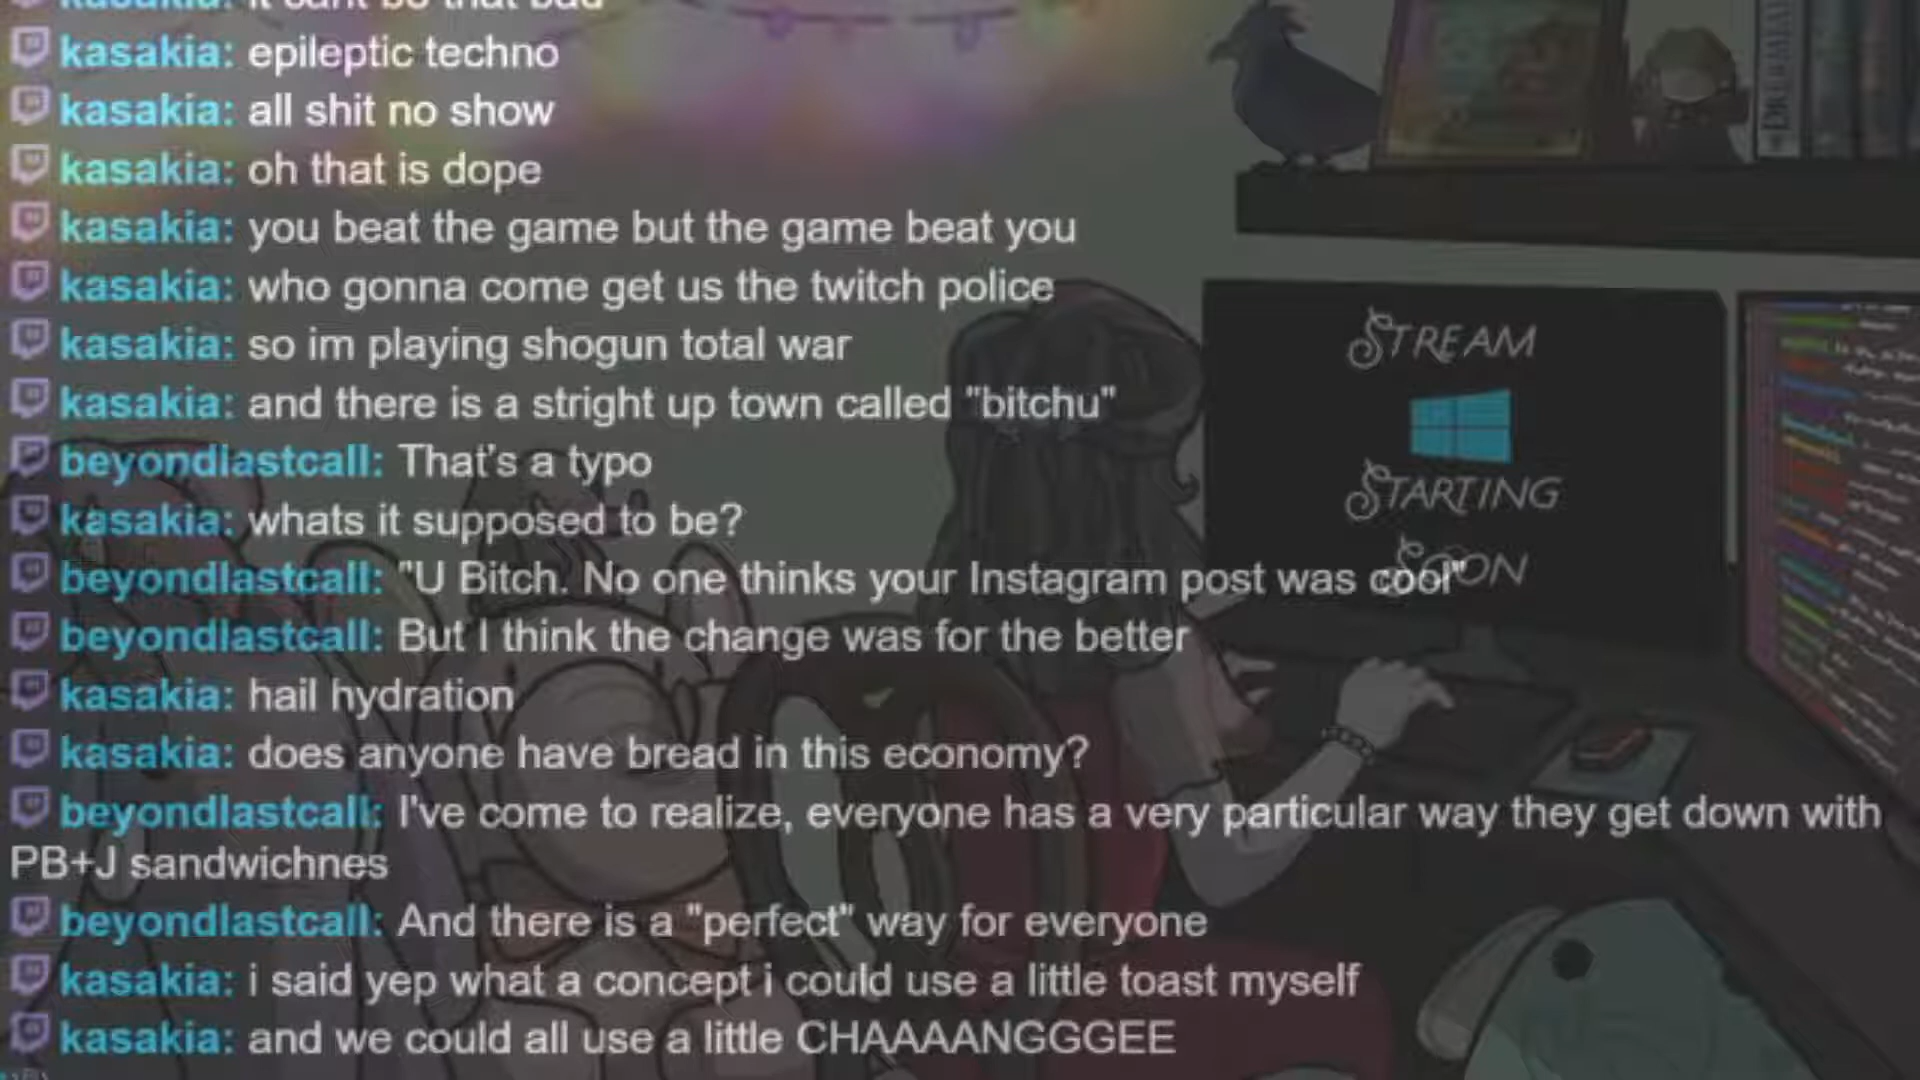 kasakia: it cant be that bad
kasakia: epileptic techno
kasakia: all shit no show
kasakia: oh that is dope
kasakia: you beat the game but the game beat you
kasakia: who gonna come get us the twitch police
kasakia: so im playing shogun total war
kasakia: and there is a stright up town called "bitchu"
beyondlastcall: That's a typo
kasakia: whats it supposed to be?
beyondlastcall: "U Bitch. No one thinks your Instagram post was cool"
beyondlastcall: But I think the change was for the better
kasakia: hail hydration
kasakia: does anyone have bread in this economy?
beyondlastcall: I've come to realize, everyone has a very particular way they get down with
PB+J sandwichnes
beyondlastcall: And there is a "perfect" way for everyone
kasakia: i said yep what a concept i could use a little toast myself
kasakia: and we could all use a little CHAAAANGGGEE
STREAM
STARTING
SOON